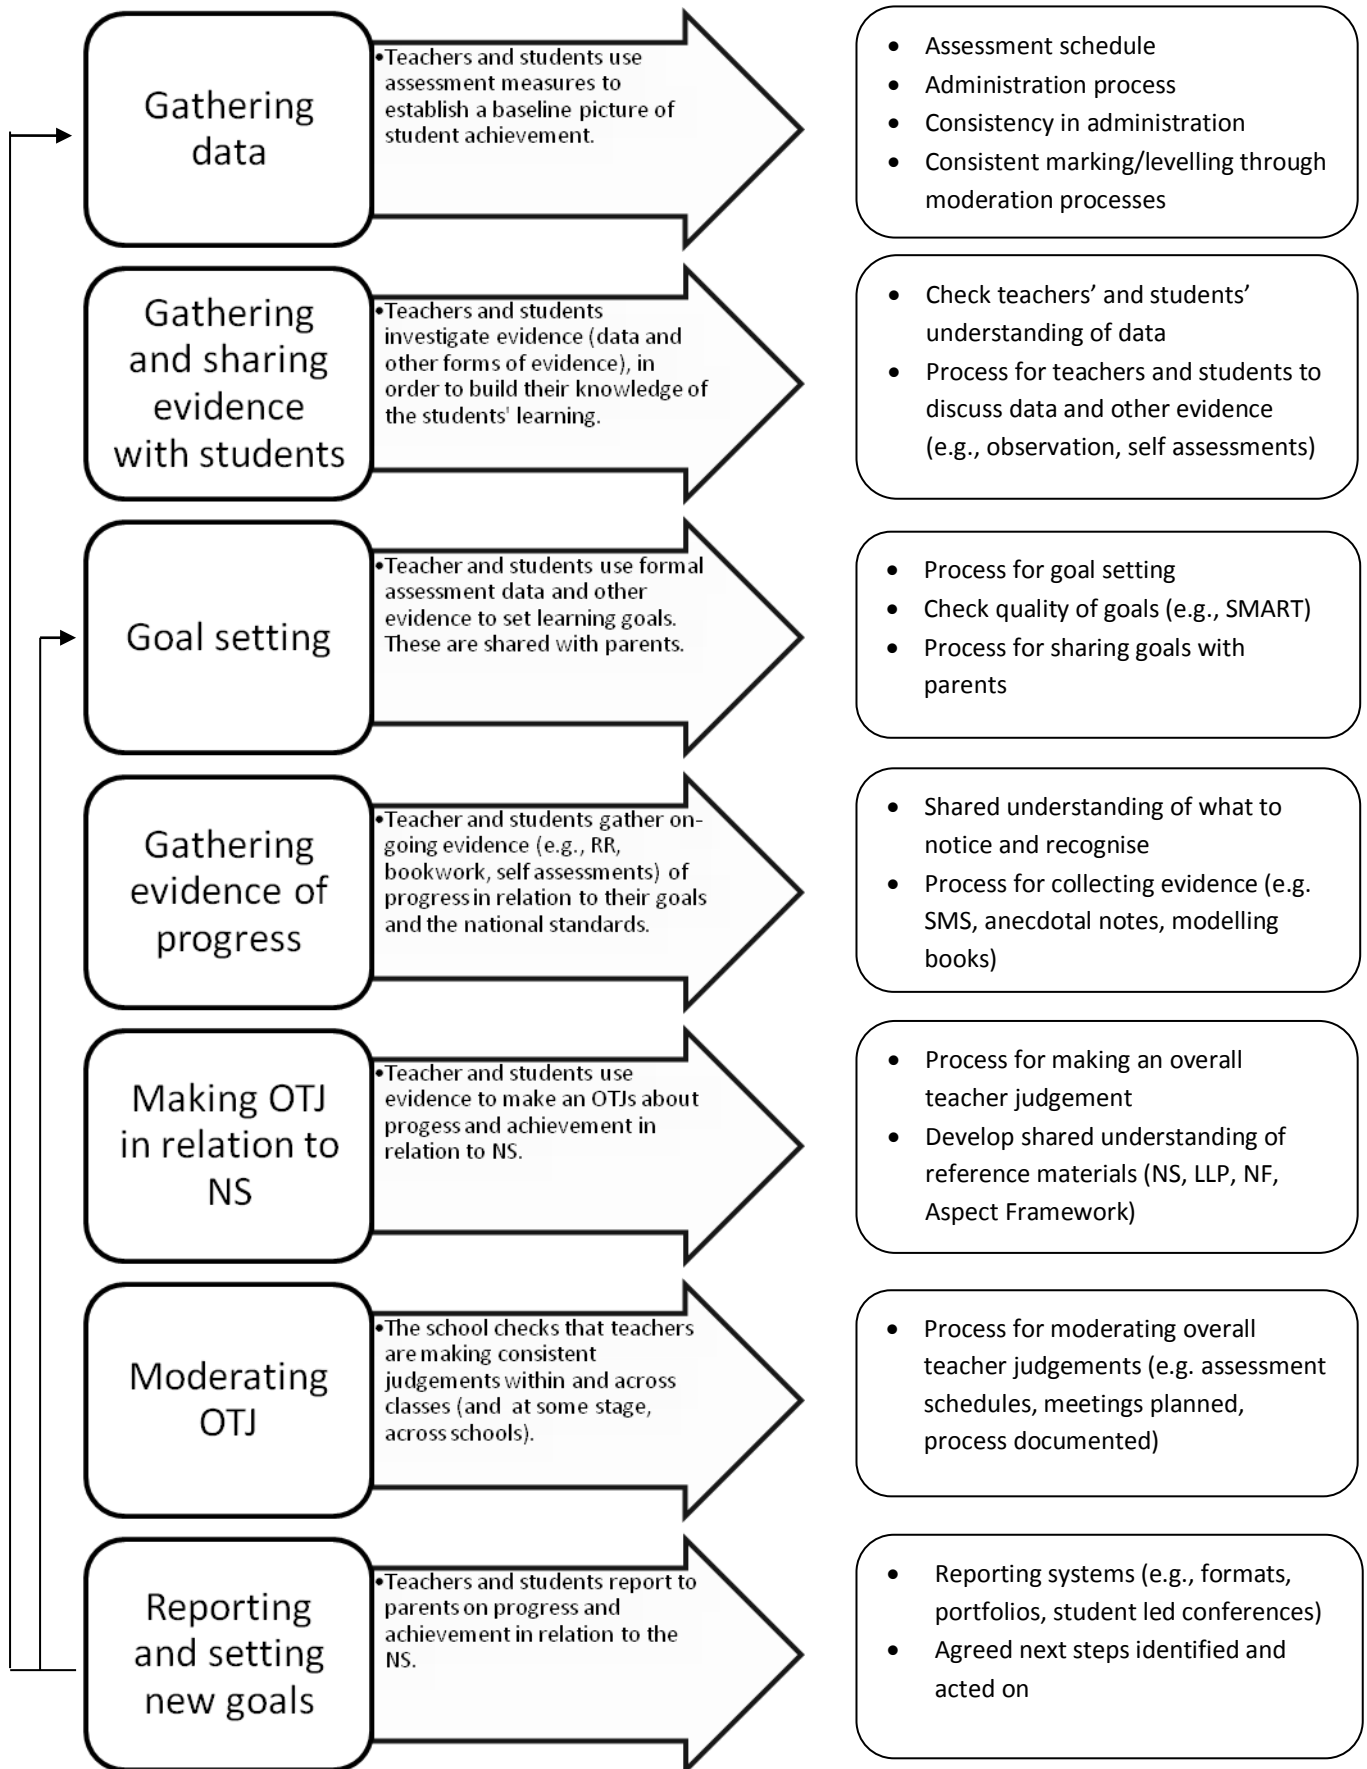 Gathering
data
•Teachers and students use
assessment measures to
establish a baseline picture of
student achievement.
• Assessment schedule
• Administration process
• Consistency in administration
• Consistent marking/levelling through
moderation processes
Gathering
and sharing
evidence
with students
•Teachers and students
investigate evidence (data and
other forms of evidence), in
order to build their knowledge of
the students' learning.
• Check teachers’ and students’
understanding of data
• Process for teachers and students to
discuss data and other evidence
(e.g., observation, self assessments)
Goal setting
•Teacher and students use formal
assessment data and other
evidence to set learning goals.
These are shared with parents.
• Process for goal setting
• Check quality of goals (e.g., SMART)
• Process for sharing goals with
parents
Gathering
evidence of
progress
•Teacher and students gather on-
going evidence (e.g., RR,
bookwork, self assessments) of
progress in relation to their goals
and the national standards.
• Shared understanding of what to
notice and recognise
• Process for collecting evidence (e.g.
SMS, anecdotal notes, modelling
books)
Making OTJ
in relation to
NS
•Teacher and students use
evidence to make an OTJs about
progess and achievement in
relation to NS.
• Process for making an overall
teacher judgement
• Develop shared understanding of
reference materials (NS, LLP, NF,
Aspect Framework)
Moderating
OTJ
•The school checks that teachers
are making consistent
judgements within and across
classes (and at some stage,
across schools).
• Process for moderating overall
teacher judgements (e.g. assessment
schedules, meetings planned,
process documented)
Reporting
and setting
new goals
•Teachers and students report to
parents on progress and
achievement in relation to the
NS.
• Reporting systems (e.g., formats,
portfolios, student led conferences)
• Agreed next steps identified and
acted on